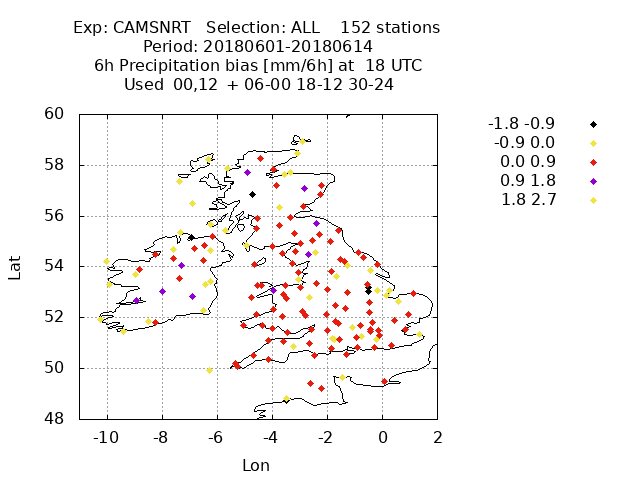 Exp: CAMSNRT Selection: ALL 152 stations
Period: 20180601-20180614
6h Precipitation bias [mm/6h] at 18 UTC
Used 00,12 + 06-00 18-12 30-24
-1.8 -0.9
-0.9 0.0
0.0 0.9
0.9 1.8
1.8 2.7
60
58
56
54
52
50
48
Lat
-10 -8 -6 -4 -2 0 2
Lon